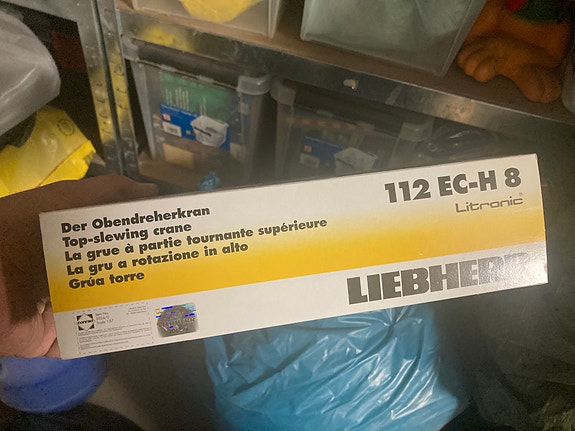 Der Obendreherkran
Top-slewing crane
La grue à partie tournante supérieure
La gru a rotazione in alto
Grúa torre
112 EC-H 8
Litronic®
LIEBHERR
conrad